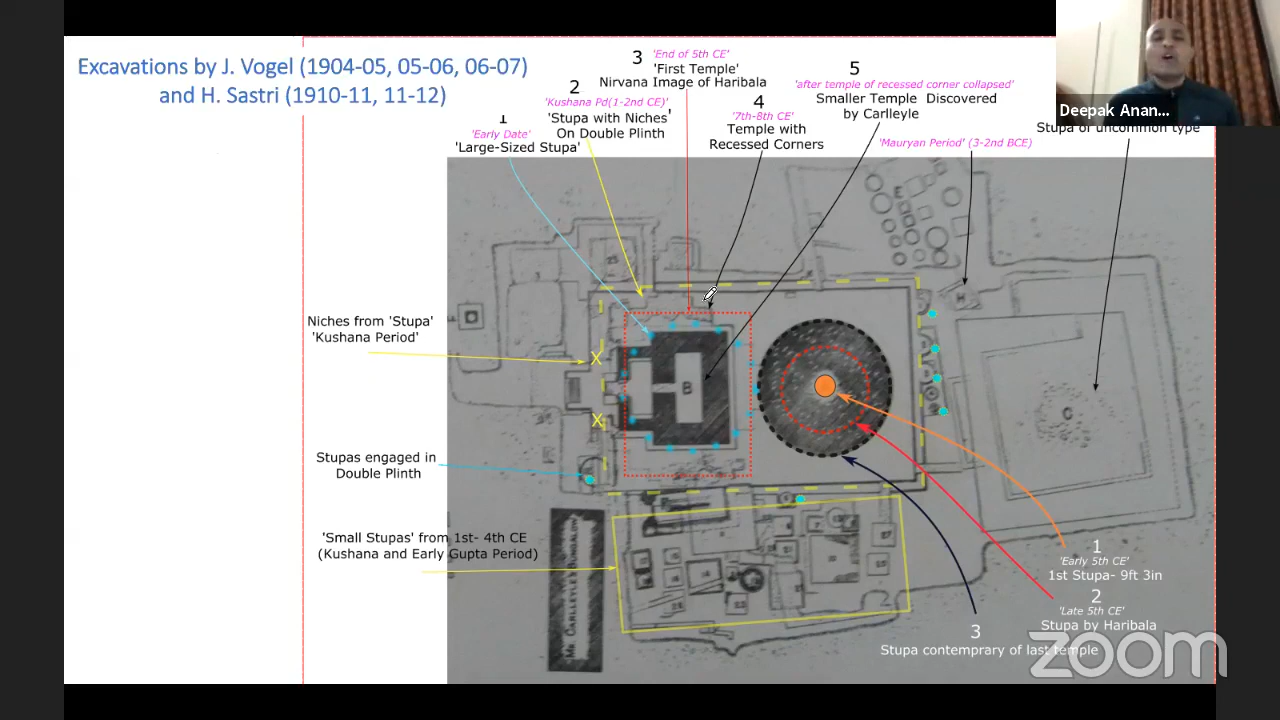 Excavations by J. Vogel (1904-05, 05-06, 06-07)
and H. Sastri (1910-11, 11-12)
1
'Early Date'
'Large-Sized Stupa'
2
'Kushana Pd(1-2nd CE)'
'Stupa with Niches'
On Double Plinth
3
'End of 5th CE'
'First Temple'
Nirvana Image of Haribala
4
'7th-8th CE'
Temple with
Recessed Corners
5
'after temple of recessed corner collapsed'
Smaller Temple Discovered
by Carlleyle
'Mauryan Period' (3-2nd BCE)
Stupa of uncommon type
Deepak Anan...
Niches from 'Stupa'
'Kushana Period'
X
X
Stupas engaged in
Double Plinth
'Small Stupas' from 1st- 4th CE
(Kushana and Early Gupta Period)
B
C
E
H
MR. CARLLEYLE'S BUNGALOW
1
'Early 5th CE'
1st Stupa- 9ft 3in
2
'Late 5th CE'
Stupa by Haribala
3
Stupa contemprary of last temple
zoom